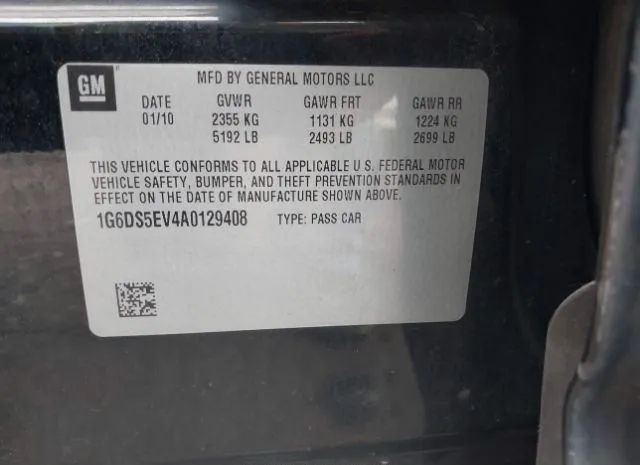 GM
MFD BY GENERAL MOTORS LLC
DATE GVWR GAWR FRT GAWR RR
01/10 2355 KG 1131 KG 1224 KG
5192 LB 2493 LB 2699 LB
THIS VEHICLE CONFORMS TO ALL APPLICABLE U.S. FEDERAL MOTOR
VEHICLE SAFETY, BUMPER, AND THEFT PREVENTION STANDARDS IN
EFFECT ON THE DATE OF MANUFACTURE SHOWN ABOVE.
1G6DS5EV4A0129408 TYPE: PASS CAR